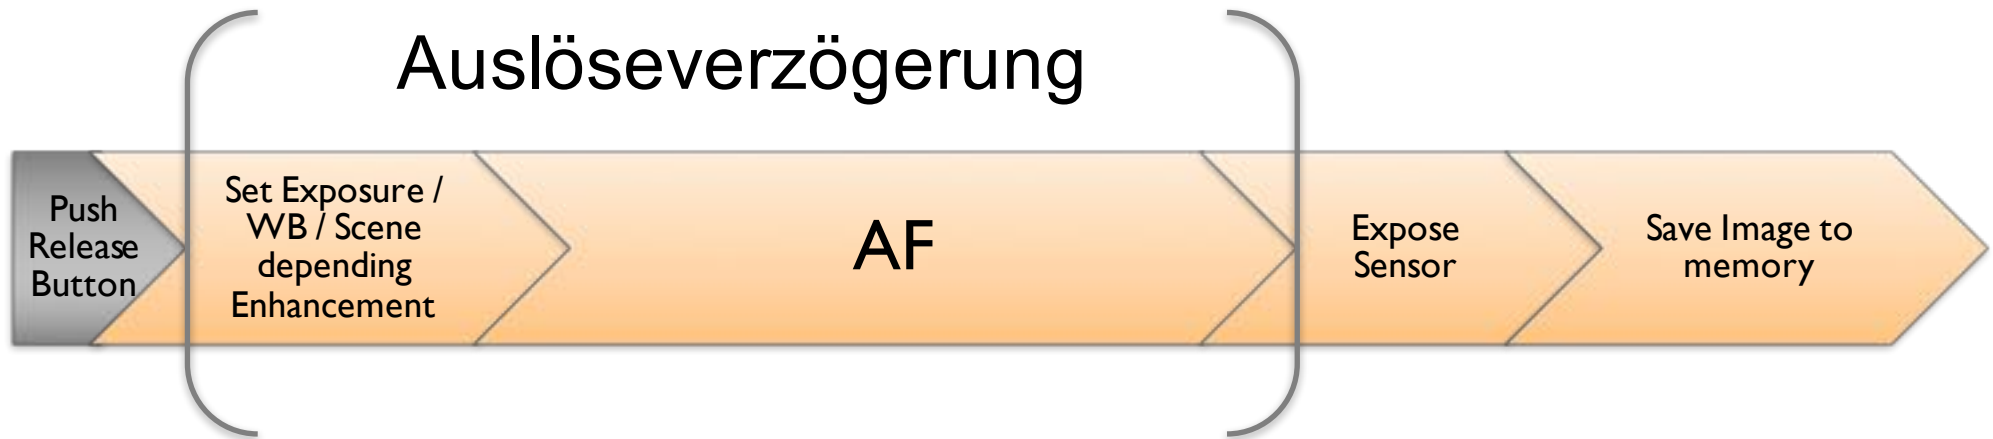 Auslöseverzögerung
Push
Release
Button
Set Exposure /
WB / Scene
depending
Enhancement
AF
Expose
Sensor
Save Image to
memory